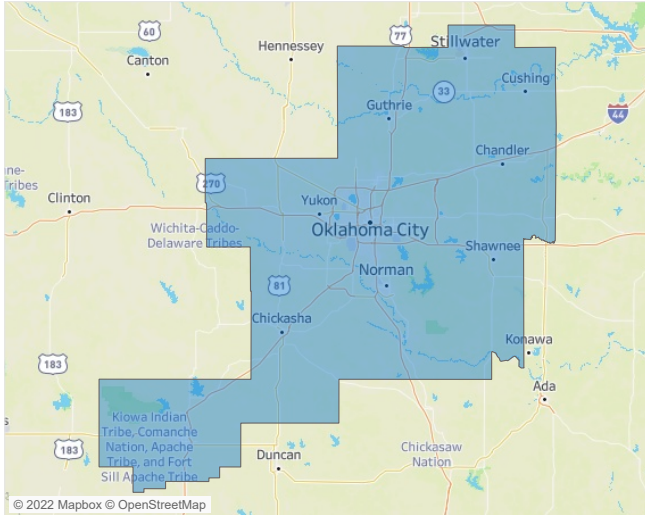 60
77
Stillwater
Hennessey
Canton
Cushing
33
Guthrie
183
44
Chandler
ne-
Tribes
270
Clinton
Yukon
Wichita-Caddo-
Delaware Tribes
Oklahoma City
Shawnee
Norman
81
Chickasha
Konawa
183
Ada
Kiowa Indian
Tribe, Comanche
Nation, Apache
Tribe, and Fort
Sill Apache Tribe
s
183
Duncan
Chickasaw
Nation
© 2022 Mapbox © OpenStreetMap